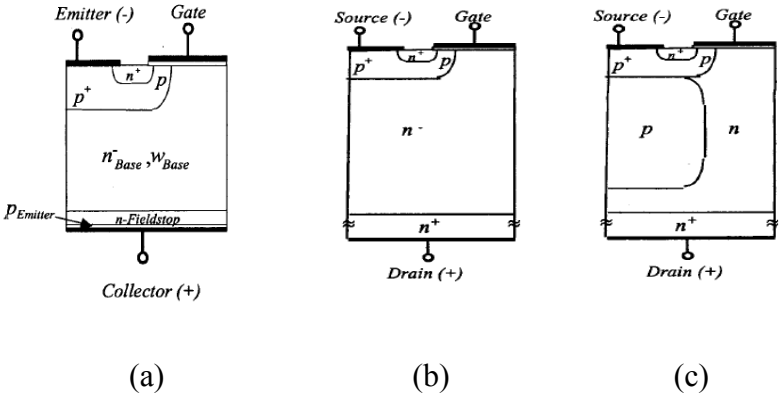 Emitter (-) Gate
n+
p+ p
n-Base, wBase
pEmitter
n-Fieldstop
Collector (+)
(a)
Source (-) Gate
n+
p+ p
n-
n+
Drain (+)
(b)
Source (-) Gate
n+
p+ p
p n
n+
Drain (+)
(c)